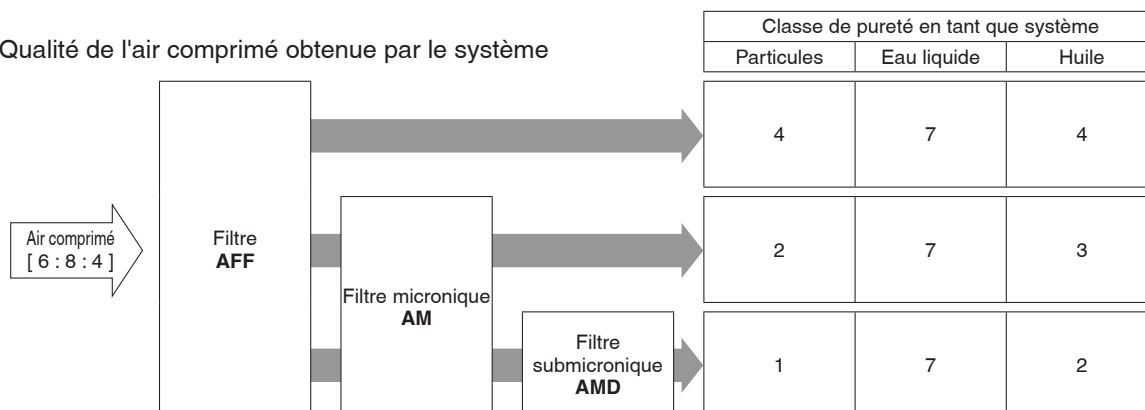 Qualité de l'air comprimé obtenue par le système
Classe de pureté en tant que système
Particules Eau liquide Huile
4 7 4
Air comprimé
[ 6 : 8 : 4 ]
Filtre
AFF
2 7 3
Filtre micronique
AM
Filtre
submicronique
AMD
1 7 2